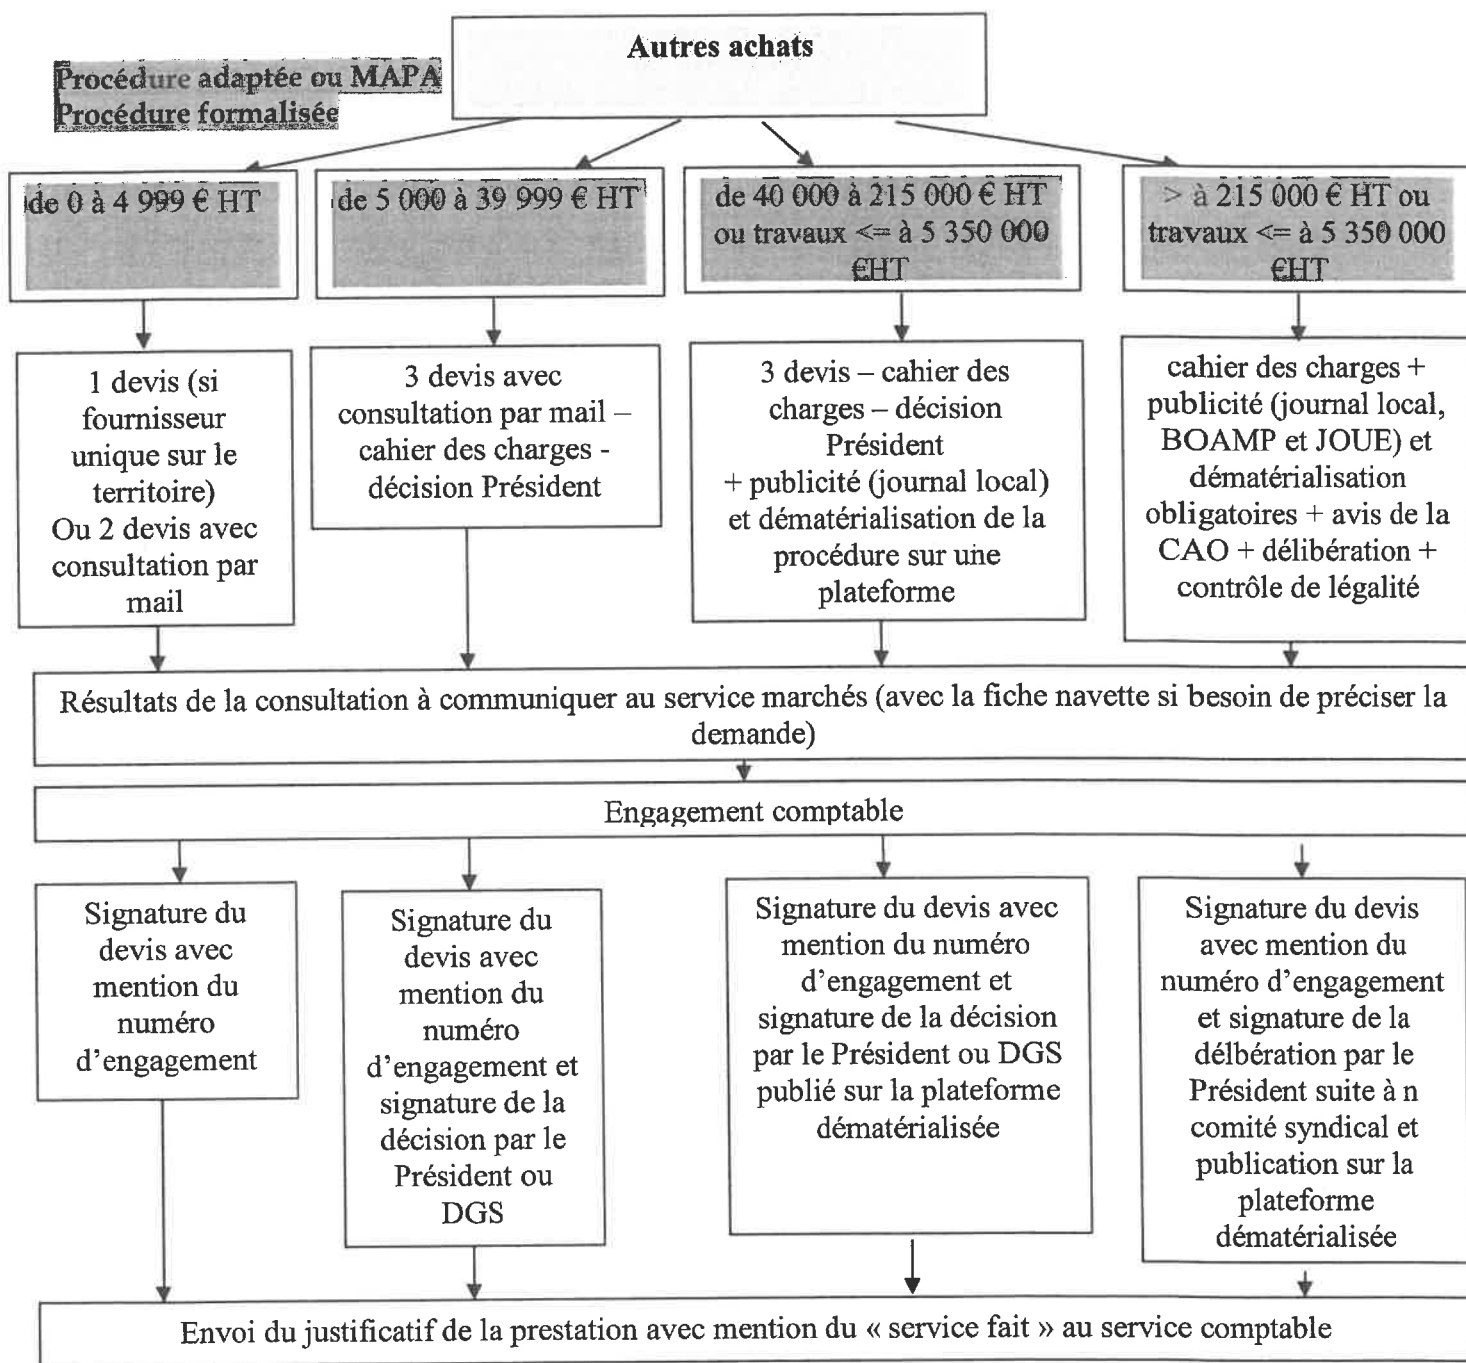 Autres achats
Procédure adaptée ou MAPA
Procédure formalisée
de 0 à 4 999 € HT
de 5 000 à 39 999 € HT
de 40 000 à 215 000 € HT
ou travaux <= à 5 350 000
€HT
> à 215 000 € HT ou
travaux <= à 5 350 000
€HT
1 devis (si
fournisseur
unique sur le
territoire)
Ou 2 devis avec
consultation par
mail
3 devis avec
consultation par mail –
cahier des charges -
décision Président
3 devis – cahier des
charges – décision
Président
+ publicité (journal local)
et dématérialisation de la
procédure sur une
plateforme
cahier des charges +
publicité (journal local,
BOAMP et JOUE) et
dématérialisation
obligatoires + avis de la
CAO + délibération +
contrôle de légalité
Résultats de la consultation à communiquer au service marchés (avec la fiche navette si besoin de préciser la
demande)
Engagement comptable
Signature du
devis avec
mention du
numéro
d’engagement
Signature du
devis avec
mention du
numéro
d’engagement et
signature de la
décision par le
Président ou
DGS
Signature du devis avec
mention du numéro
d’engagement et
signature de la décision
par le Président ou DGS
publié sur la plateforme
dématérialisée
Signature du devis
avec mention du
numéro d’engagement
et signature de la
délbération par le
Président suite à n
comité syndical et
publication sur la
plateforme
dématérialisée
Envoi du justificatif de la prestation avec mention du « service fait » au service comptable